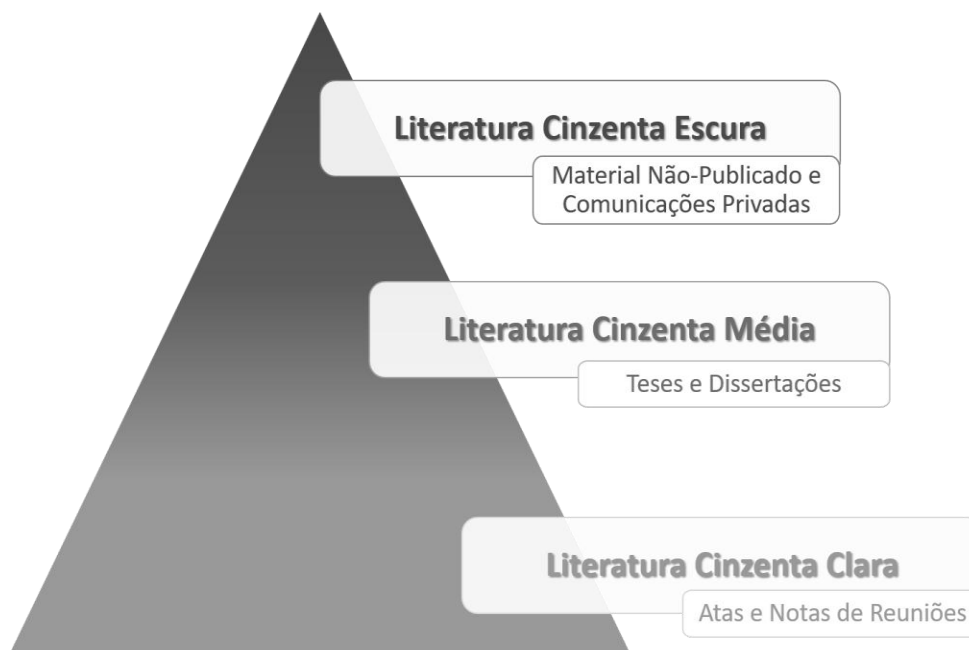 Literatura Cinzenta Escura
Material Não-Publicado e
Comunicações Privadas
Literatura Cinzenta Média
Teses e Dissertações
Literatura Cinzenta Clara
Atas e Notas de Reuniões